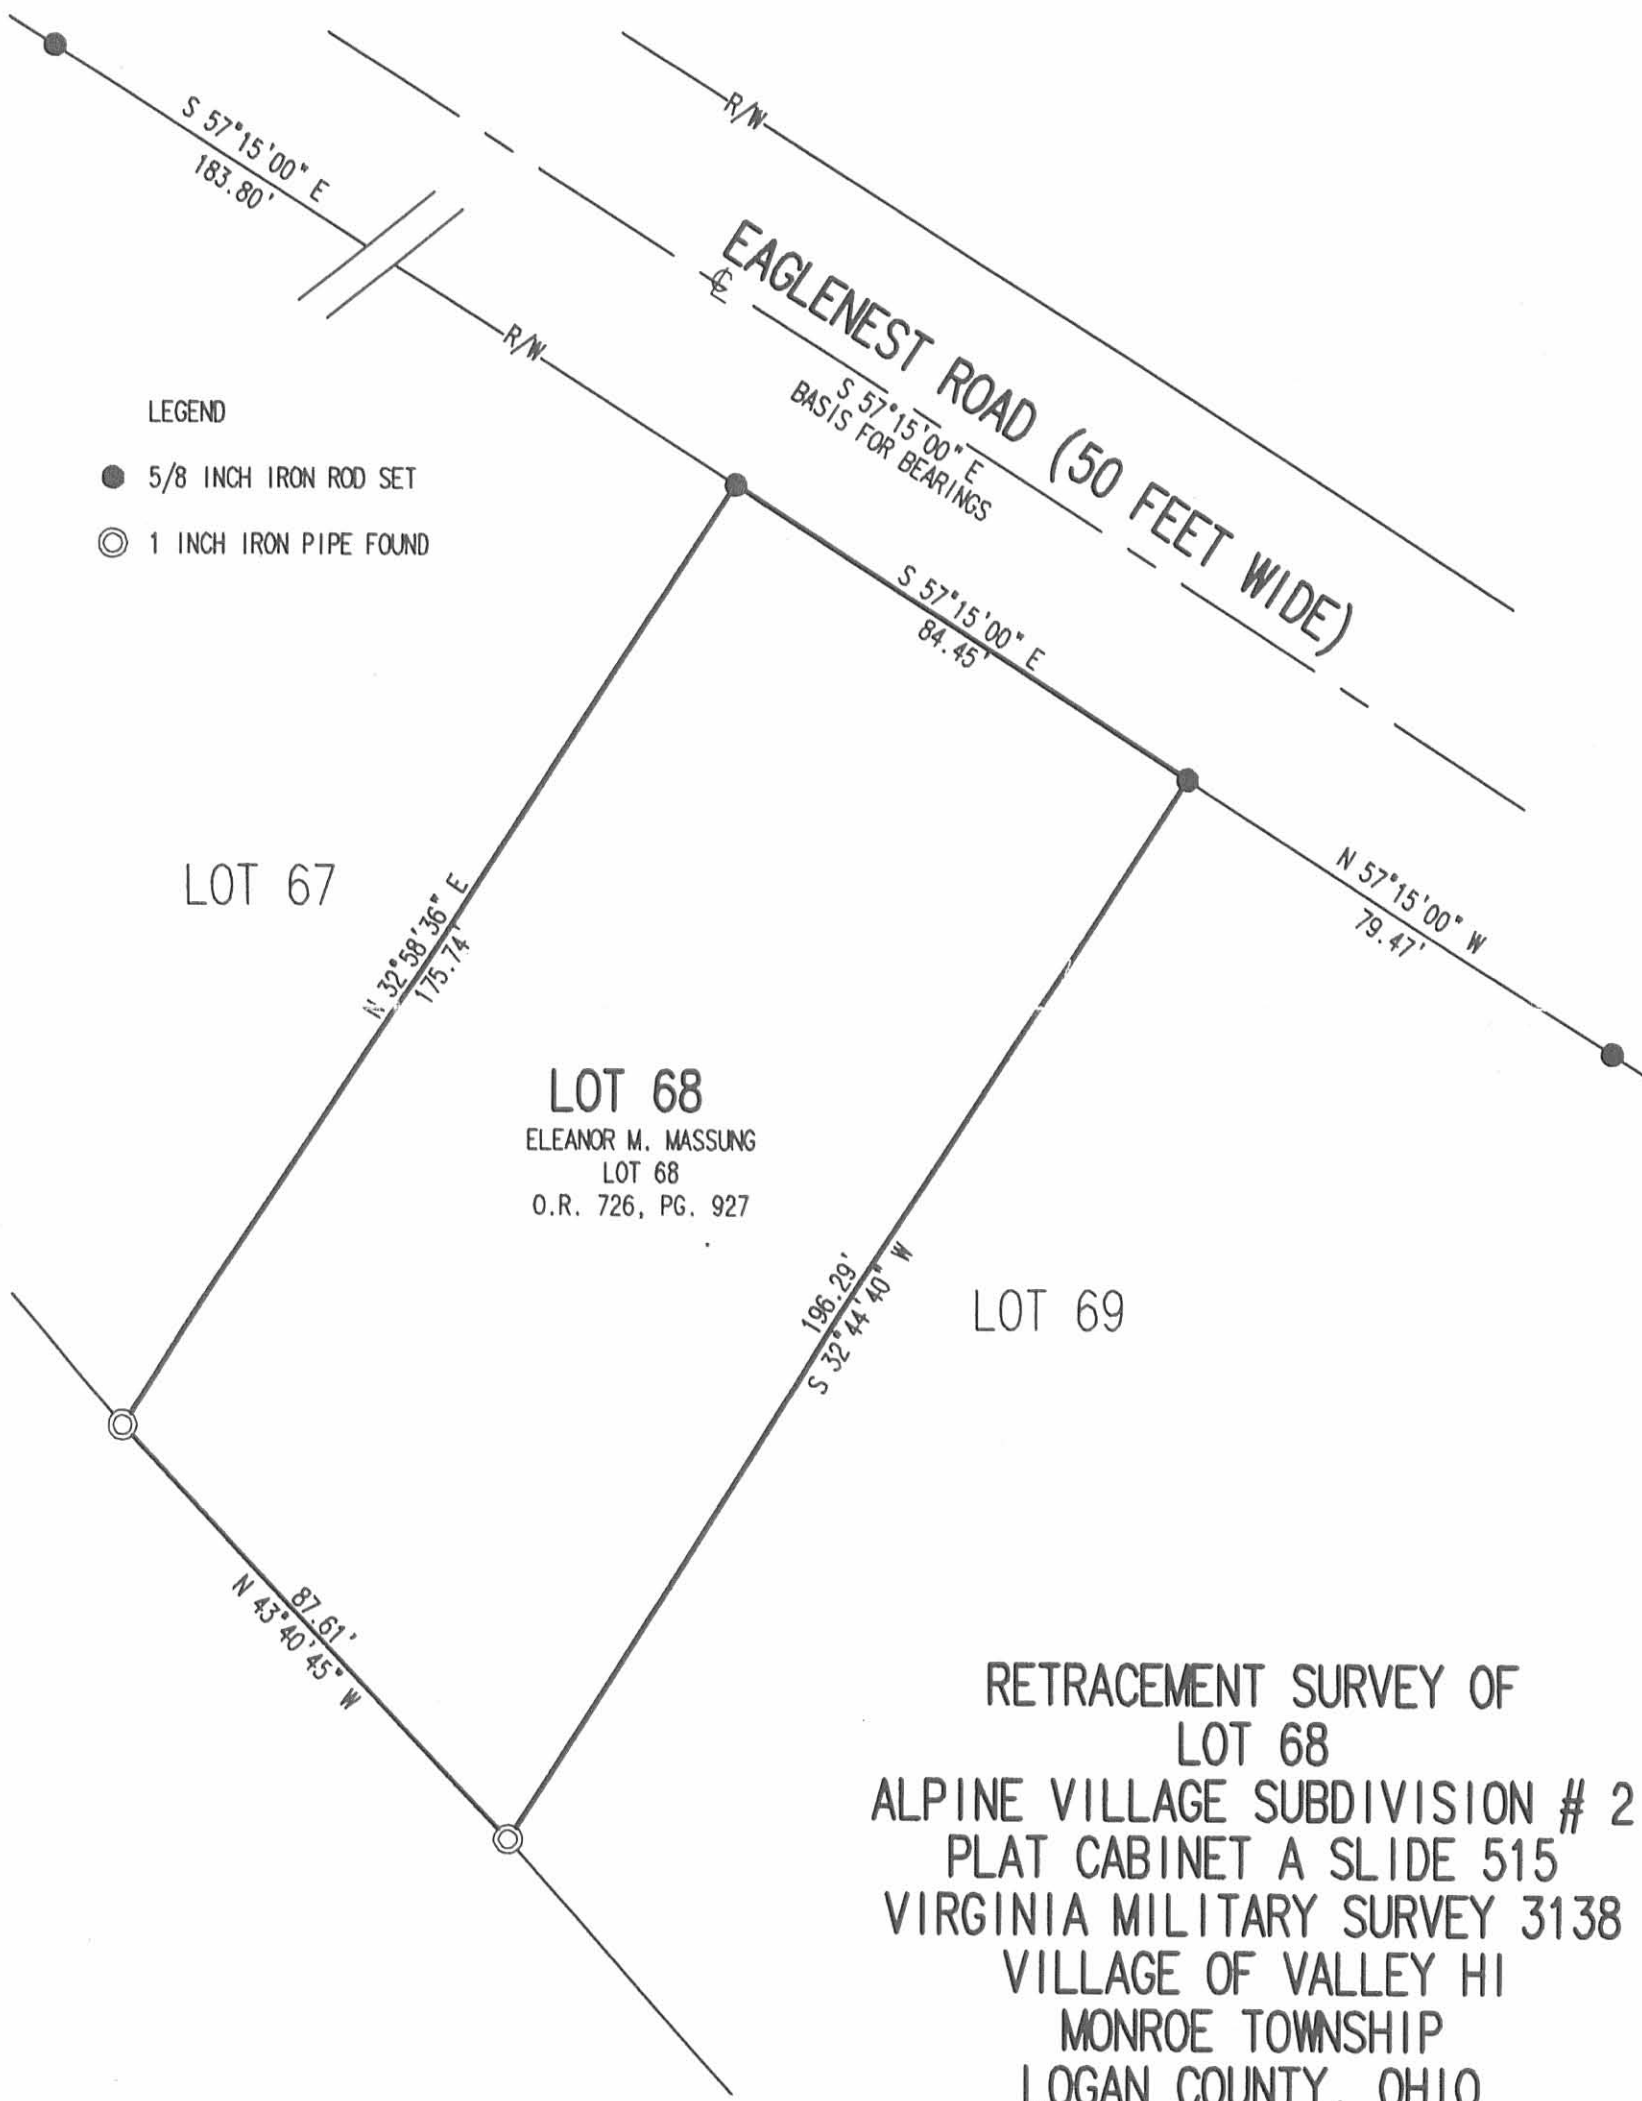 S 57°15'00" E
183.80'
R/W
R/W
EAGLENEST ROAD (50 FEET WIDE)
℄
S 57°15'00" E
BASIS FOR BEARINGS
LEGEND
5/8 INCH IRON ROD SET
1 INCH IRON PIPE FOUND
S 57°15'00" E
84.45'
N 57°15'00" W
79.47'
LOT 67
N 32°58'36" E
175.74'
LOT 68
ELEANOR M. MASSUNG
LOT 68
O.R. 726, PG. 927
196.29'
S 32°44'40" W
LOT 69
87.61'
N 43°40'45" W
RETRACEMENT SURVEY OF
LOT 68
ALPINE VILLAGE SUBDIVISION # 2
PLAT CABINET A SLIDE 515
VIRGINIA MILITARY SURVEY 3138
VILLAGE OF VALLEY HI
MONROE TOWNSHIP
LOGAN COUNTY, OHIO